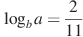 log_b a = 2/11